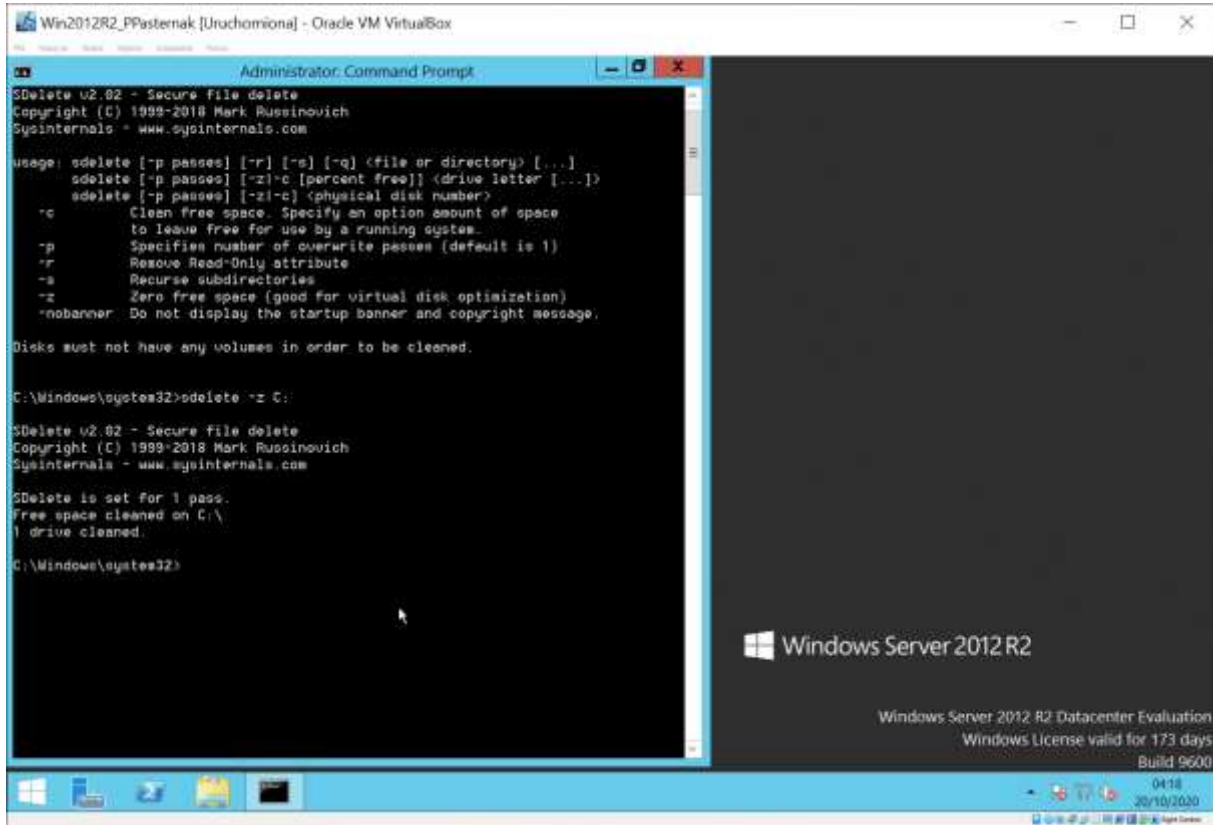 Win2012R2_PPasternak [Uruchomiona] - Oracle VM VirtualBox
Administrator: Command Prompt
SDelete v2.02 - Secure file delete
Copyright (C) 1999-2018 Mark Russinovich
Sysinternals - www.sysinternals.com
usage: sdelete [-p passes] [-r] [-s] [-q] <file or directory> [...]
sdelete [-p passes] [-z|-c [percent free]] <drive letter [...]>
sdelete [-p passes] [-z|-c] <physical disk number>
-c Clean free space. Specify an option amount of space
to leave free for use by a running system.
-p Specifies number of overwrite passes (default is 1)
-r Remove Read-Only attribute
-s Recurse subdirectories
-z Zero free space (good for virtual disk optimization)
-nobanner Do not display the startup banner and copyright message.
Disks must not have any volumes in order to be cleaned.
C:\Windows\system32>sdelete -z C:
SDelete v2.02 - Secure file delete
Copyright (C) 1999-2018 Mark Russinovich
Sysinternals - www.sysinternals.com
SDelete is set for 1 pass.
Free space cleaned on C:\
1 drive cleaned.
C:\Windows\system32>
Windows Server 2012 R2
Windows Server 2012 R2 Datacenter Evaluation
Windows License valid for 173 days
Build 9600
04:18
20/10/2020
Right Control